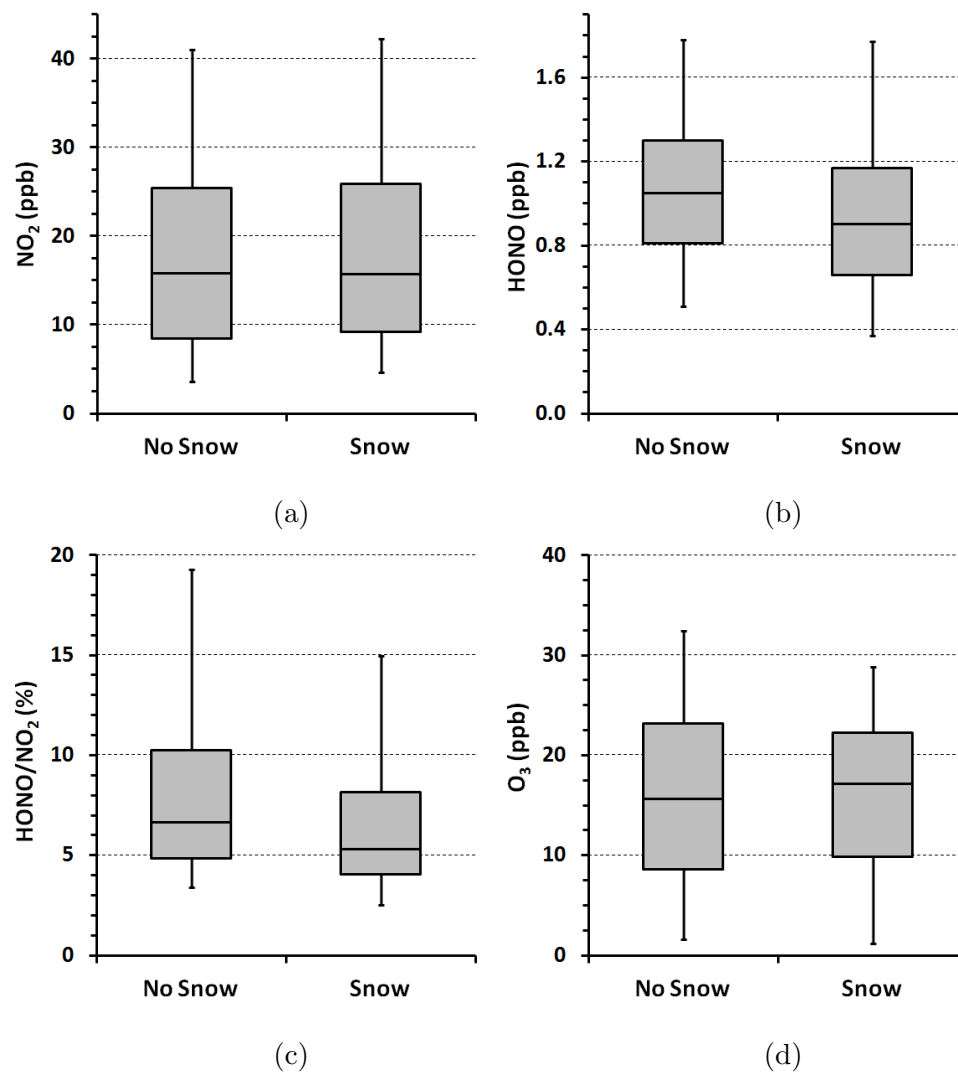 NO₂ (ppb)
40
30
20
10
0
No Snow Snow
(a)
HONO (ppb)
1.6
1.2
0.8
0.4
0.0
No Snow Snow
(b)
HONO/NO₂ (%)
20
15
10
5
0
No Snow Snow
(c)
O₃ (ppb)
40
30
20
10
0
No Snow Snow
(d)